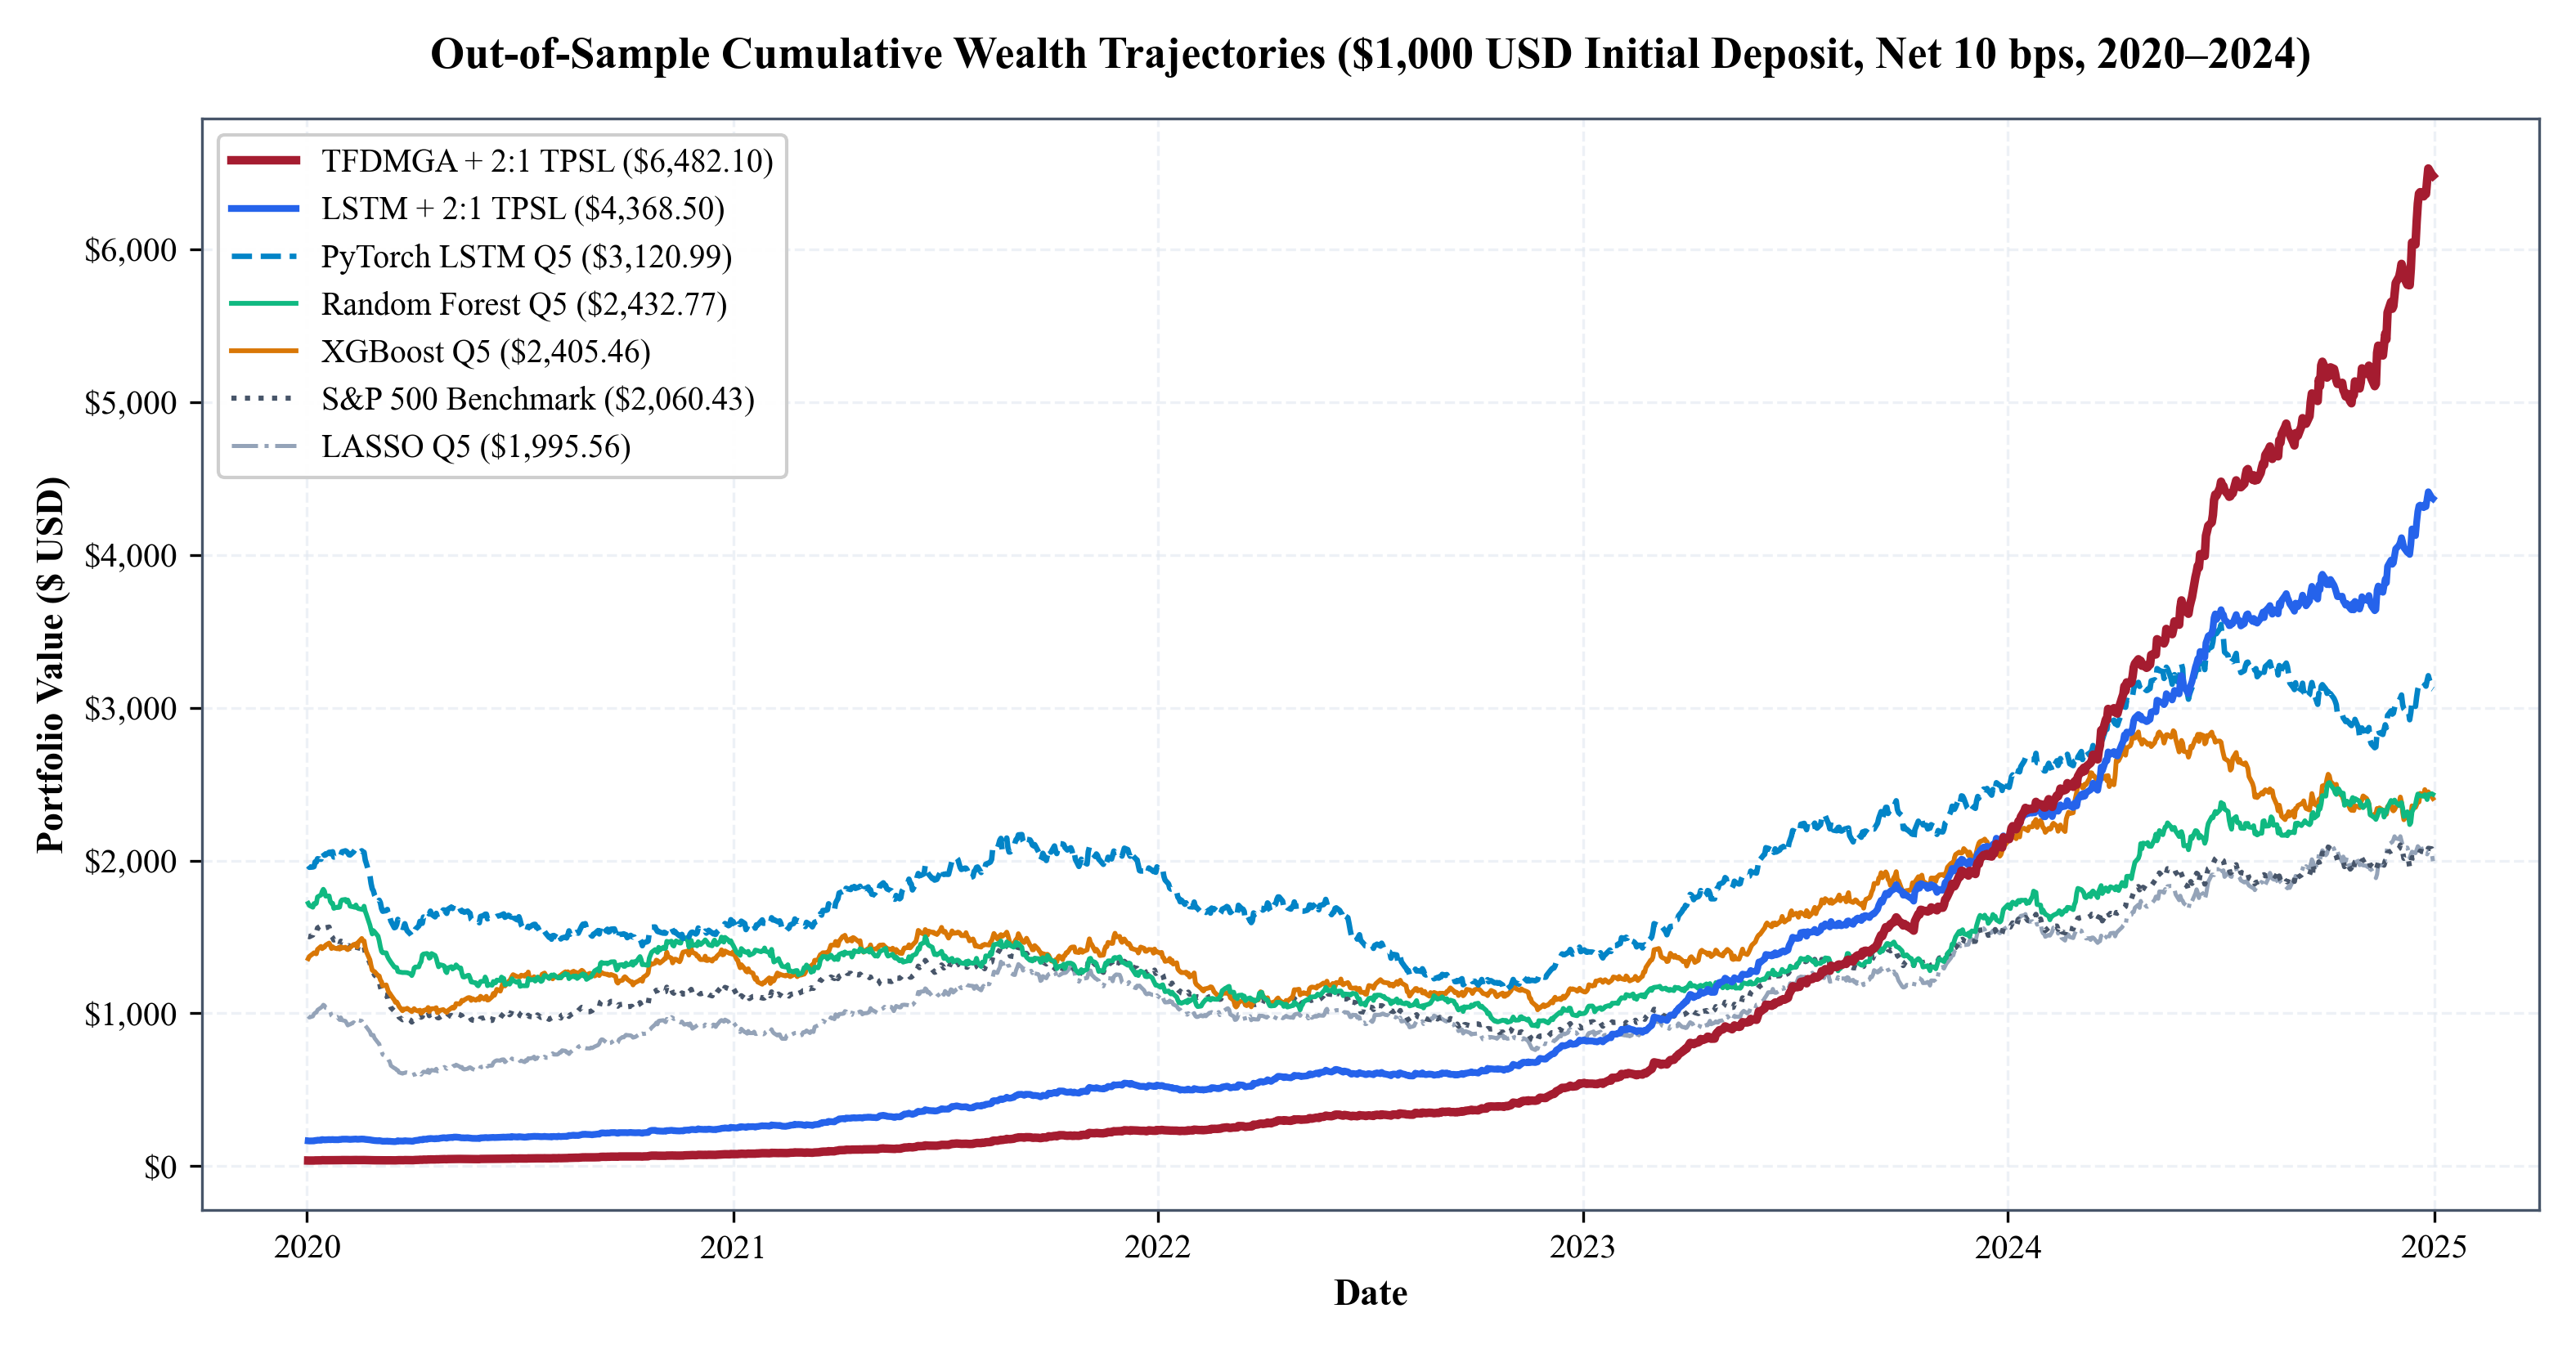 Out-of-Sample Cumulative Wealth Trajectories ($1,000 USD Initial Deposit, Net 10 bps, 2020–2024)
TFDMGA + 2:1 TPSL ($6,482.10)
LSTM + 2:1 TPSL ($4,368.50)
PyTorch LSTM Q5 ($3,120.99)
Random Forest Q5 ($2,432.77)
XGBoost Q5 ($2,405.46)
S&P 500 Benchmark ($2,060.43)
LASSO Q5 ($1,995.56)
Portfolio Value ($ USD)
$6,000
$5,000
$4,000
$3,000
$2,000
$1,000
$0
2020 2021 2022 2023 2024 2025
Date